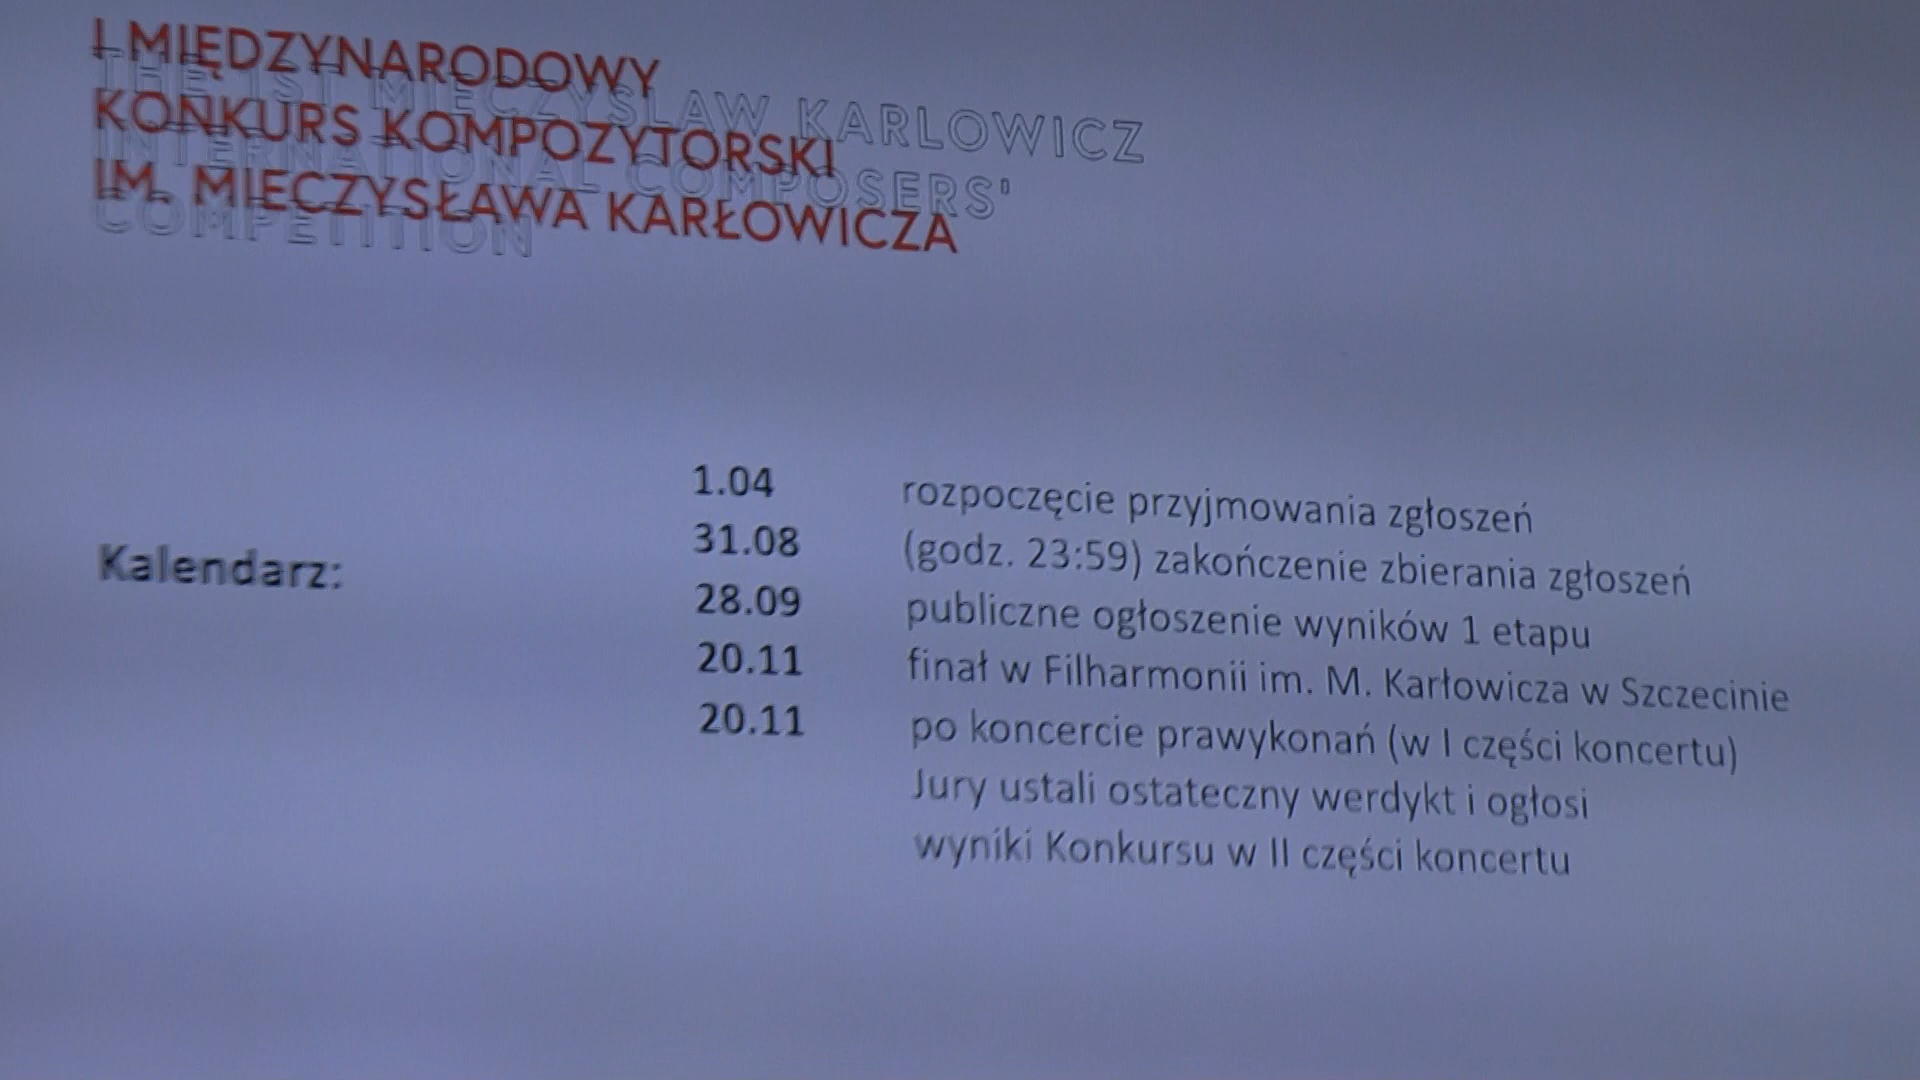 I MIĘDZYNARODOWY
KONKURS KOMPOZYTORSKI
IM. MIECZYSŁAWA KARŁOWICZA
THE 1ST MIECZYSLAW KARLOWICZ
INTERNATIONAL COMPOSERS'
COMPETITION
Kalendarz:
1.04 rozpoczęcie przyjmowania zgłoszeń
31.08 (godz. 23:59) zakończenie zbierania zgłoszeń
28.09 publiczne ogłoszenie wyników 1 etapu
20.11 finał w Filharmonii im. M. Karłowicza w Szczecinie
20.11 po koncercie prawykonań (w I części koncertu)
Jury ustali ostateczny werdykt i ogłosi
wyniki Konkursu w II części koncertu